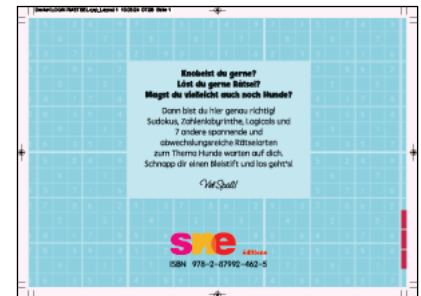 Knobelst du gerne?
Löst du gerne Rätsel?
Magst du vielleicht auch noch Hunde?
Dann bist du hier genau richtig!
Sudokus, Zahlenlabyrinthe, Logicals und
7 andere spannende und
abwechslungsreiche Rätselarten
zum Thema Hunde warten auf dich.
Schnapp dir einen Bleistift und los geht's!
Viel Spaß!
sne
éditions
ISBN 978-2-87992-462-5